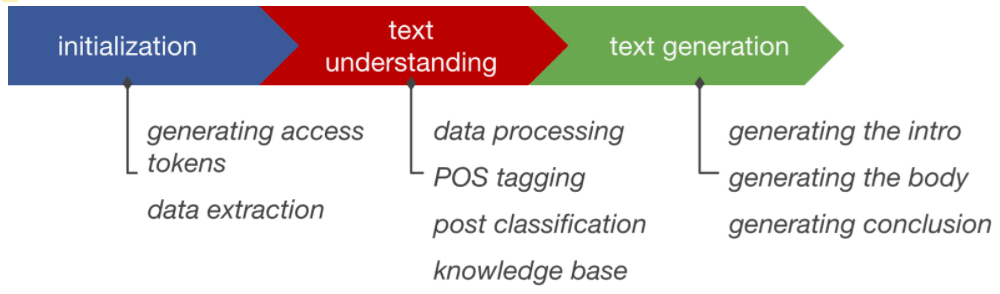 initialization
text
understanding
text generation
generating access
tokens
data extraction
data processing
POS tagging
post classification
knowledge base
generating the intro
generating the body
generating conclusion